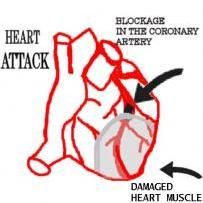 HEART
ATTACK
BLOCKAGE
IN THE CORONARY
ARTERY
DAMAGED
HEART MUSCLE